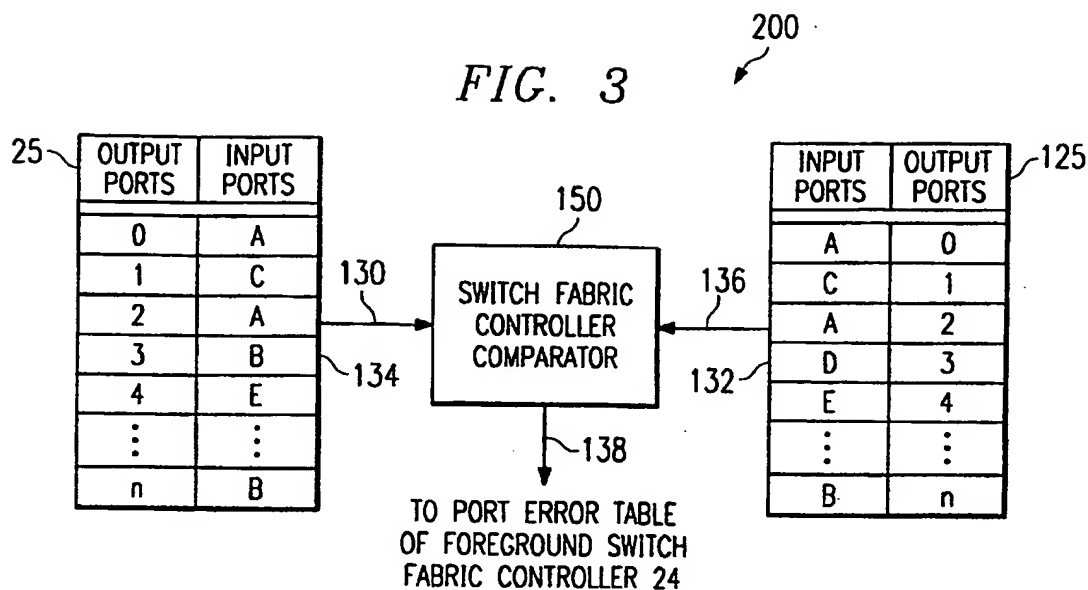 200
FIG. 3
25
OUTPUT PORTS INPUT PORTS
0 A
1 C
2 A
3 B
4 E
⋮ ⋮
n B
130
134
150
SWITCH FABRIC
CONTROLLER
COMPARATOR
136
132
138
TO PORT ERROR TABLE
OF FOREGROUND SWITCH
FABRIC CONTROLLER 24
125
INPUT PORTS OUTPUT PORTS
A 0
C 1
A 2
D 3
E 4
⋮ ⋮
B n